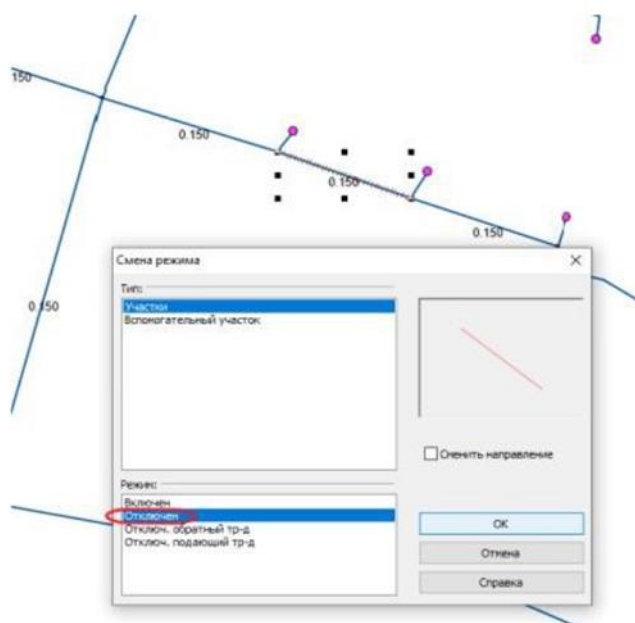 150
0.150
0.150
0.150
0.150
Смена режима
Тип:
Участки
Вспомогательный участок
Сменить направление
Режим:
Включен
Отключен
Отключ. обратный тр-д
Отключ. подающий тр-д
OK
Отмена
Справка